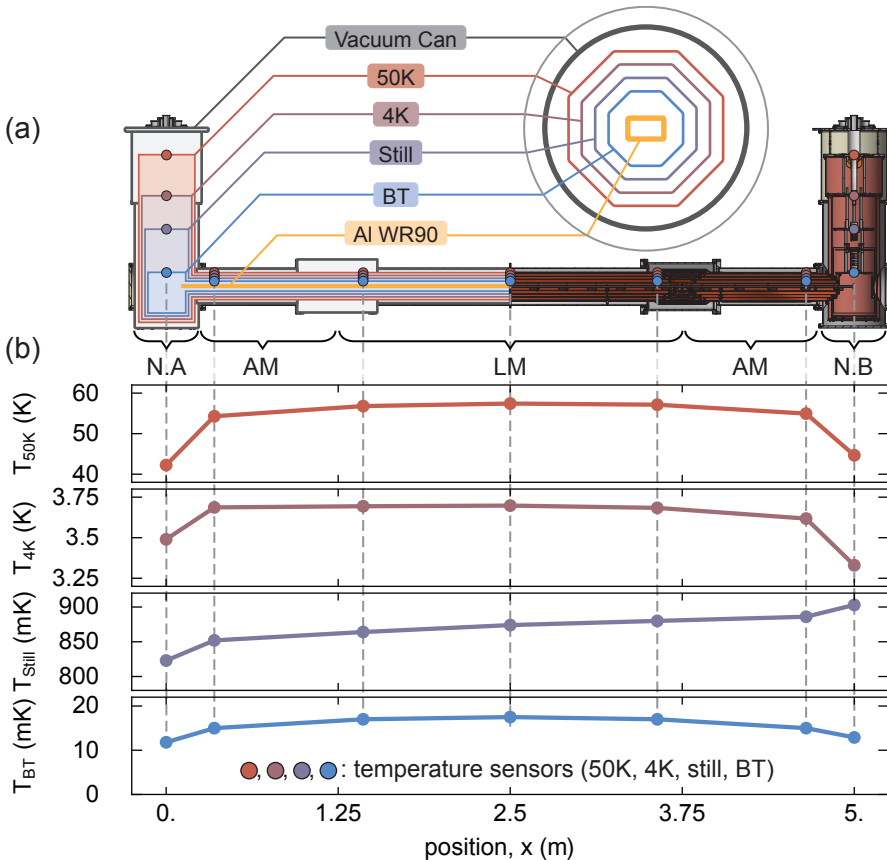 (a)
Vacuum Can
50K
4K
Still
BT
Al WR90
(b)
N.A AM LM AM N.B
T50K (K)
60
50
40
T4K (K)
3.75
3.5
3.25
TStill (mK)
900
850
800
TBT (mK)
20
10
0
, , , : temperature sensors (50K, 4K, still, BT)
0. 1.25 2.5 3.75 5.
position, x (m)